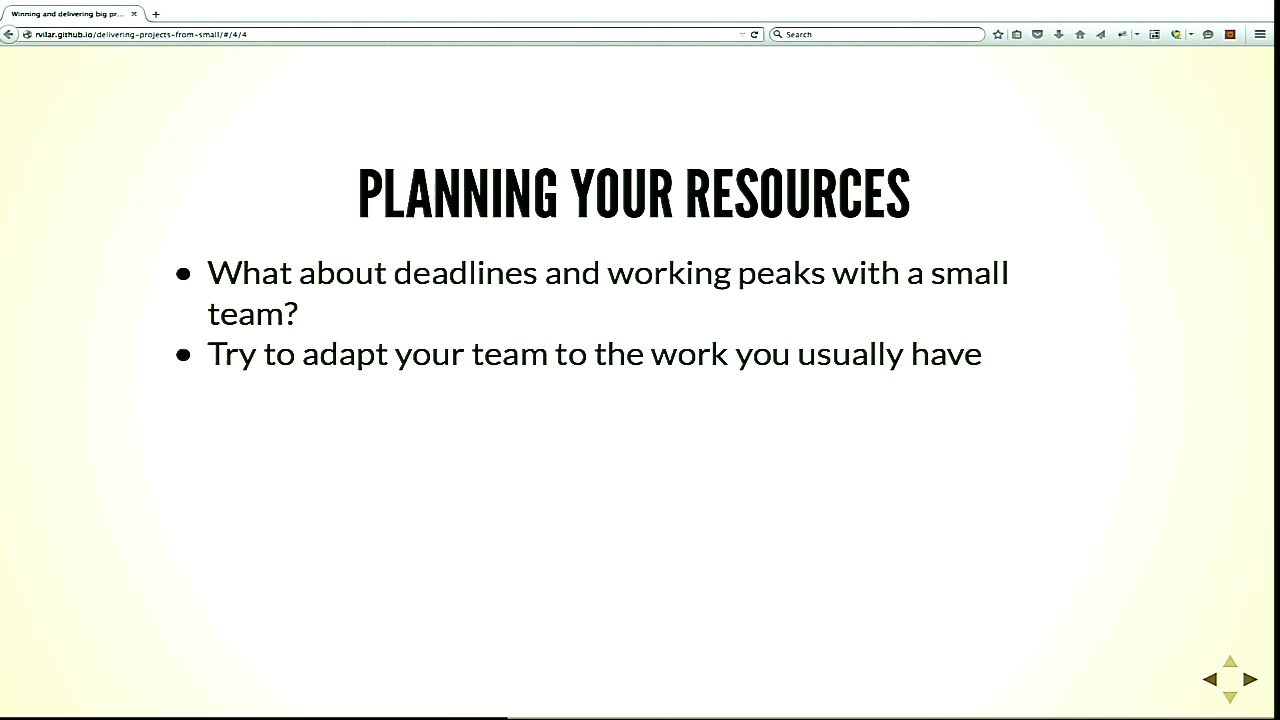 Winning and delivering big pr...
rvilar.github.io/delivering-projects-from-small/#/4/4
Search
PLANNING YOUR RESOURCES
What about deadlines and working peaks with a small
team?
Try to adapt your team to the work you usually have